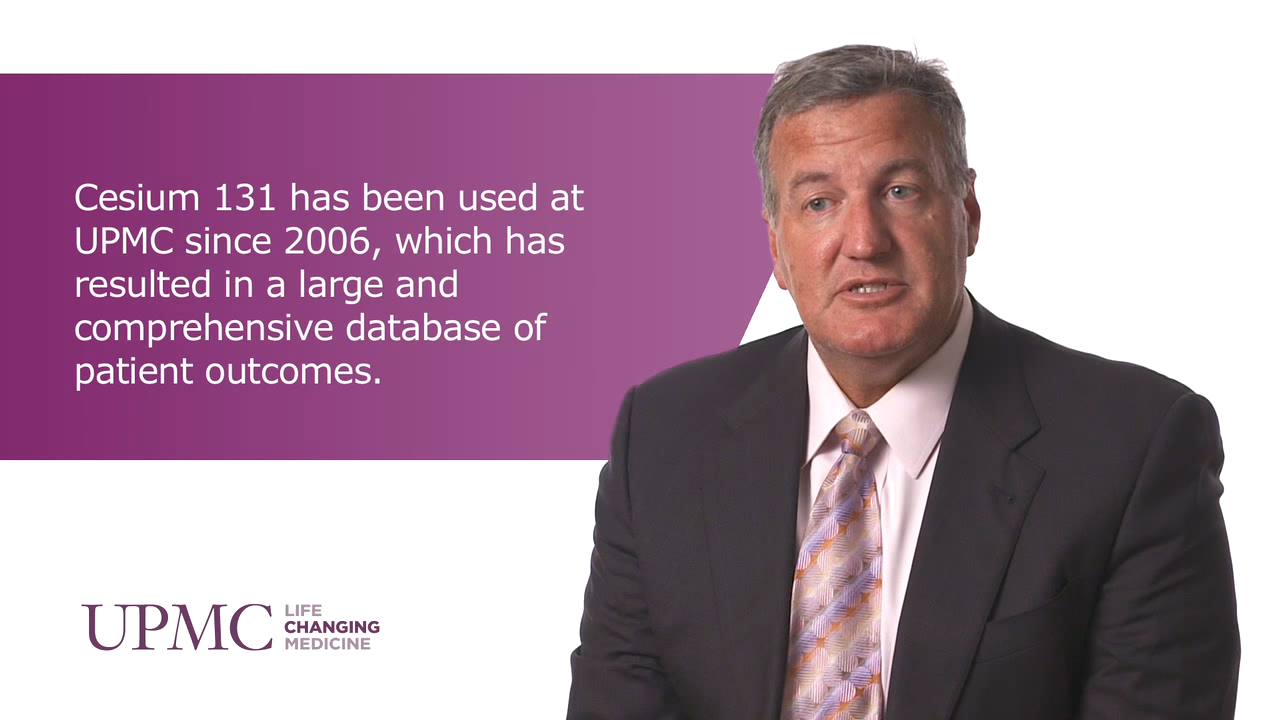 Cesium 131 has been used at
UPMC since 2006, which has
resulted in a large and
comprehensive database of
patient outcomes.
UPMC LIFE
CHANGING
MEDICINE